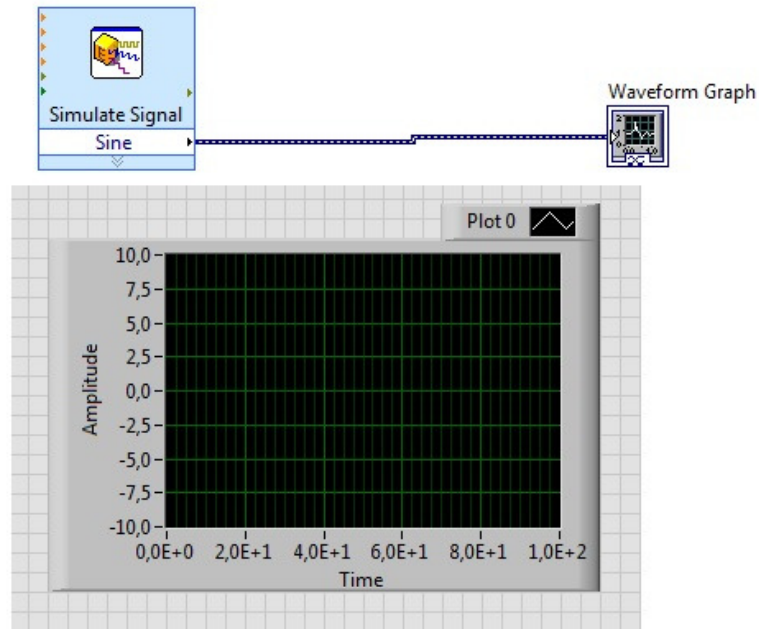 Simulate Signal
Sine
Waveform Graph
Plot 0
10,0
7,5
5,0
2,5
0,0
-2,5
-5,0
-7,5
-10,0
Amplitude
0,0E+0 2,0E+1 4,0E+1 6,0E+1 8,0E+1 1,0E+2
Time